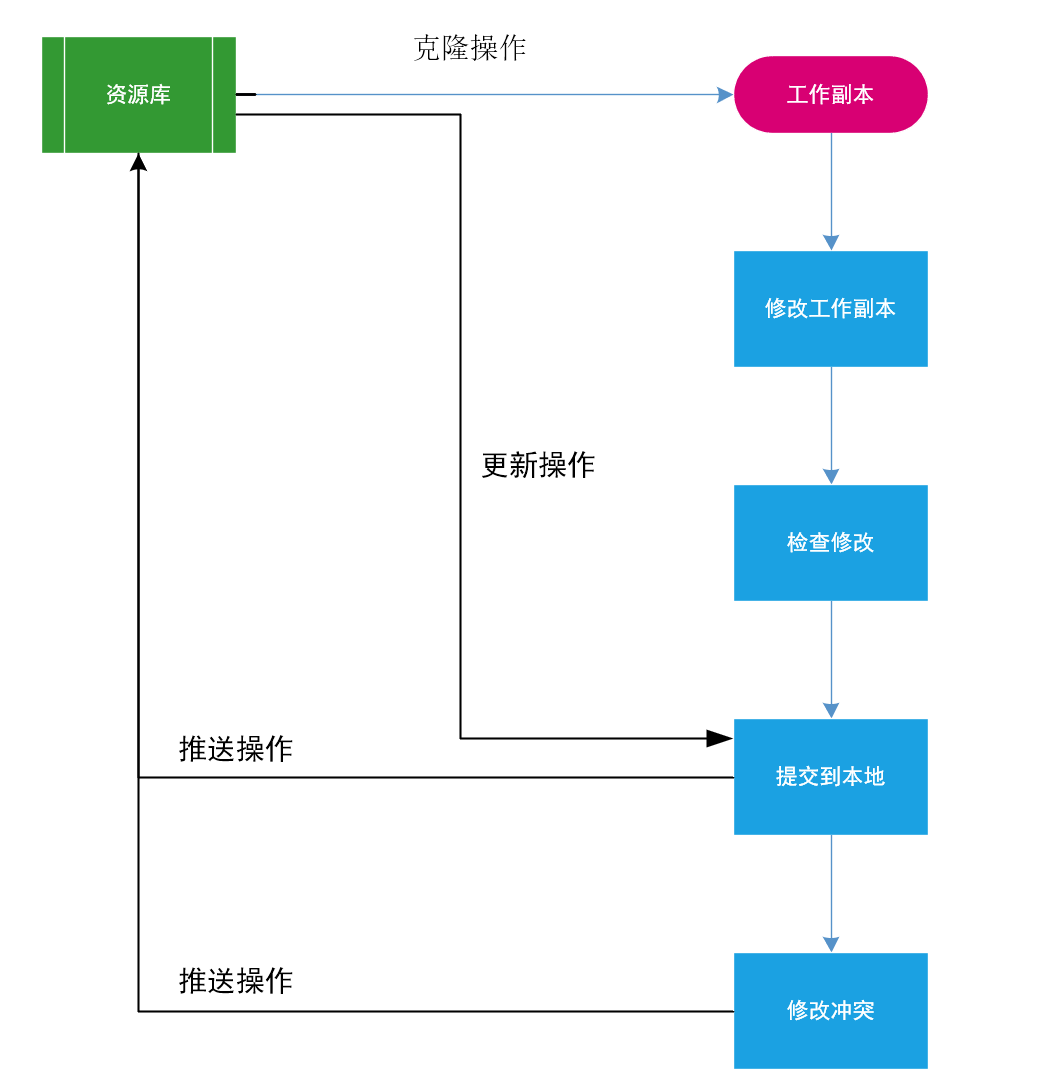 克隆操作
资源库
工作副本
修改工作副本
更新操作
检查修改
推送操作
提交到本地
推送操作
修改冲突